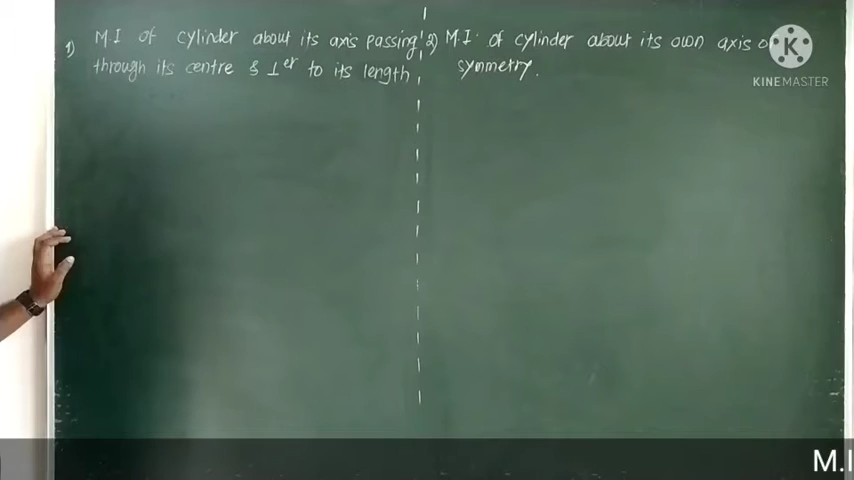 1) M.I of cylinder about its axis passing
through its centre & ⊥er to its length
2) M.I. of cylinder about its own axis
symmetry.
K
KINEMASTER
M.I